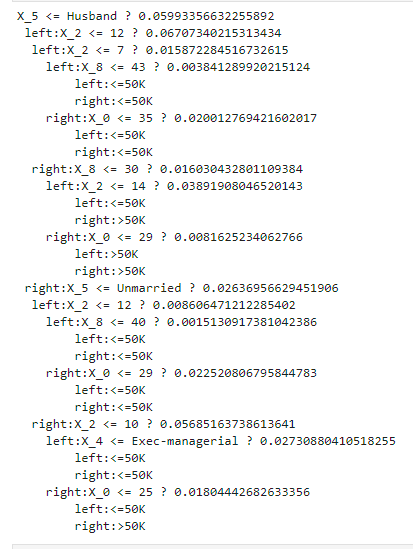 X_5 <= Husband ? 0.05993356632255892
left:X_2 <= 12 ? 0.06707340215313434
left:X_2 <= 7 ? 0.015872284516732615
left:X_8 <= 43 ? 0.003841289920215124
left:<=50K
right:<=50K
right:X_0 <= 35 ? 0.020012769421602017
left:<=50K
right:<=50K
right:X_8 <= 30 ? 0.016030432801109384
left:X_2 <= 14 ? 0.03891908046520143
left:<=50K
right:>50K
right:X_0 <= 29 ? 0.0081625234062766
left:>50K
right:>50K
right:X_5 <= Unmarried ? 0.02636956629451906
left:X_2 <= 12 ? 0.008606471212285402
left:X_8 <= 40 ? 0.0015130917381042386
left:<=50K
right:<=50K
right:X_0 <= 29 ? 0.022520806795844783
left:<=50K
right:<=50K
right:X_2 <= 10 ? 0.05685163738613641
left:X_4 <= Exec-managerial ? 0.02730880410518255
left:<=50K
right:<=50K
right:X_0 <= 25 ? 0.01804442682633356
left:<=50K
right:>50K